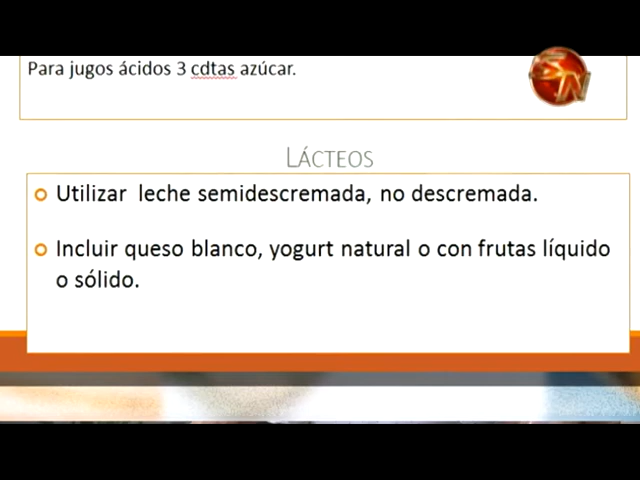 Para jugos ácidos 3 cdtas azúcar.
SN
LÁCTEOS
Utilizar leche semidescremada, no descremada.
Incluir queso blanco, yogurt natural o con frutas líquido
o sólido.